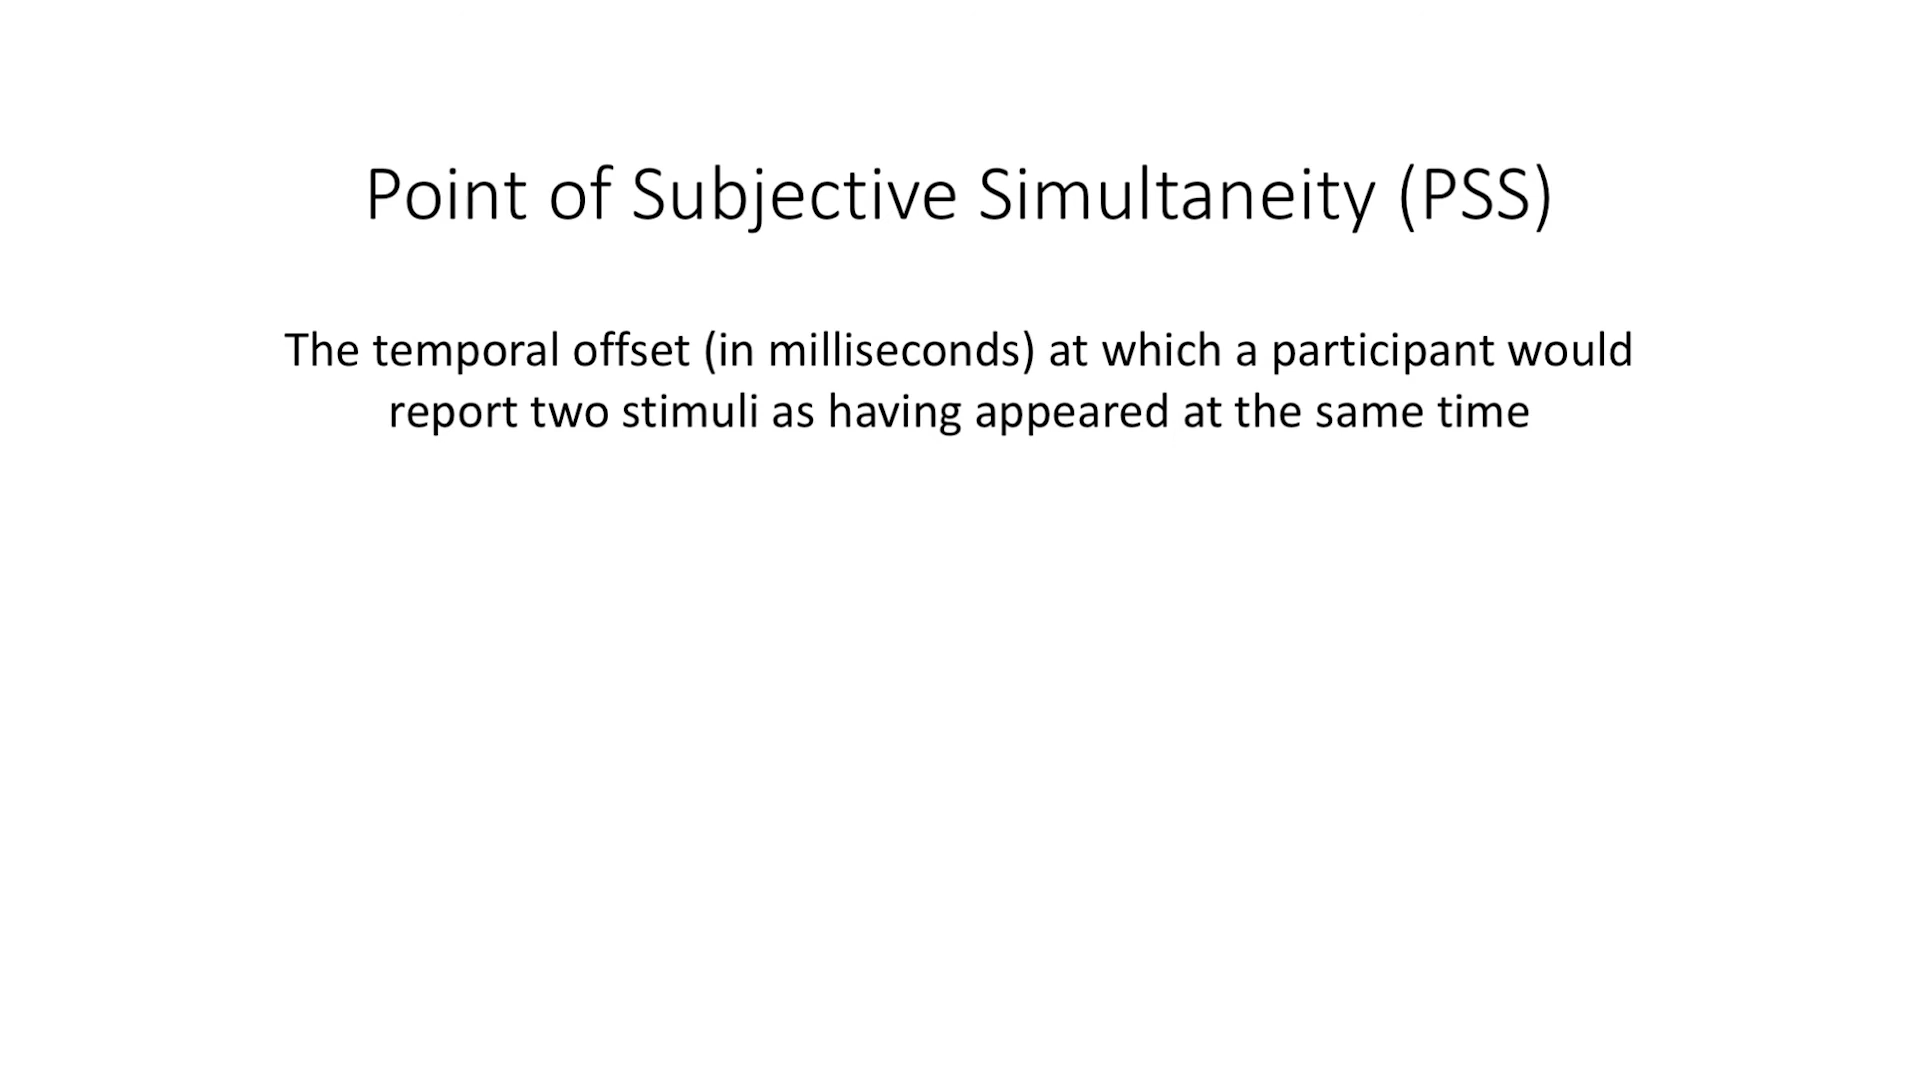 Point of Subjective Simultaneity (PSS)
The temporal offset (in milliseconds) at which a participant would
report two stimuli as having appeared at the same time